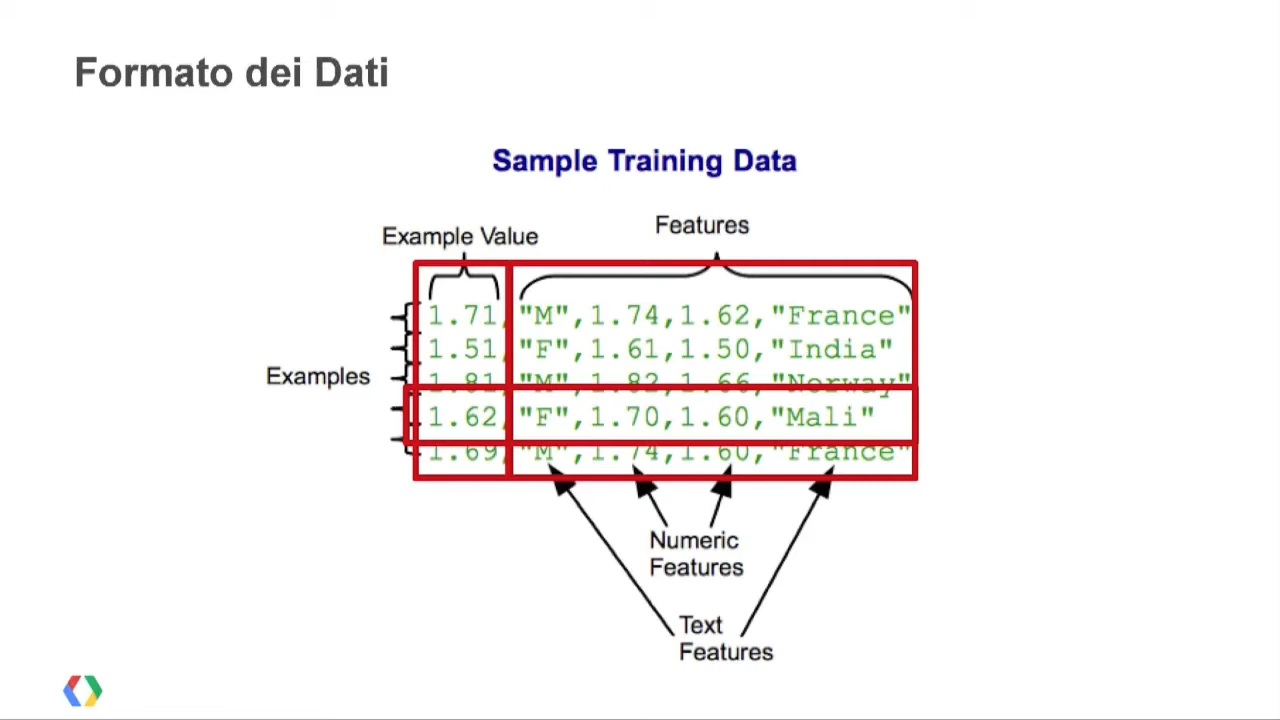 Formato dei Dati
Sample Training Data
Example Value
Features
Examples
1.71, "M",1.74,1.62,"France"
1.51, "F",1.61,1.50,"India"
1.81, "M",1.82,1.66,"Norway"
1.62, "F",1.70,1.60,"Mali"
1.69, "M",1.74,1.60,"France"
Numeric
Features
Text
Features